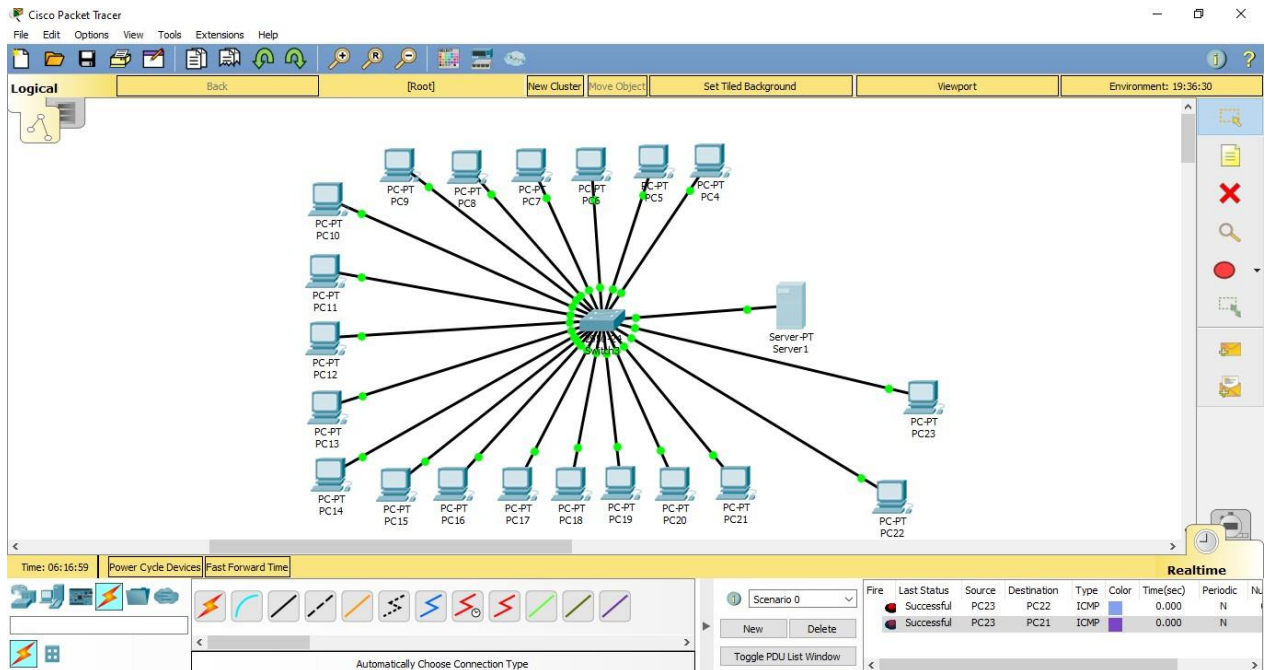 Cisco Packet Tracer
File Edit Options View Tools Extensions Help
Logical Back [Root] New Cluster Move Object Set Tiled Background Viewport Environment: 19:36:30
PC-PT PC-PT PC-PT PC-PT PC-PT PC-PT
PC9 PC8 PC7 PC6 PC5 PC4
PC-PT
PC10
PC-PT
PC11
Server-PT
Server1
Switch3
PC-PT
PC12
PC-PT
PC23
PC-PT
PC13
PC-PT PC-PT PC-PT PC-PT PC-PT PC-PT PC-PT PC-PT
PC14 PC15 PC16 PC17 PC18 PC19 PC20 PC21
PC-PT
PC22
Time: 06:16:59 Power Cycle Devices Fast Forward Time Realtime
Scenario 0
New Delete
Toggle PDU List Window
Automatically Choose Connection Type
Fire Last Status Source Destination Type Color Time(sec) Periodic
Successful PC23 PC22 ICMP 0.000 N
Successful PC23 PC21 ICMP 0.000 N